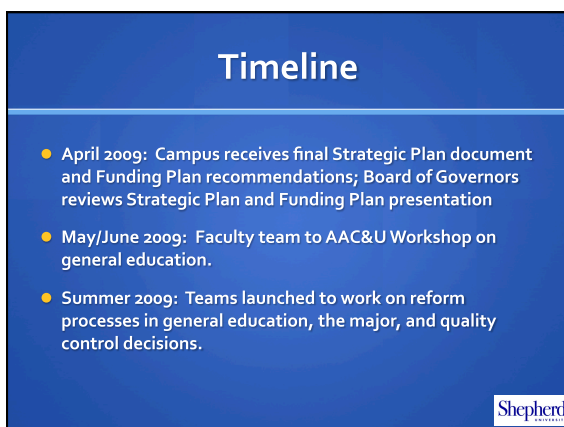 Timeline
April 2009: Campus receives final Strategic Plan document
and Funding Plan recommendations; Board of Governors
reviews Strategic Plan and Funding Plan presentation
May/June 2009: Faculty team to AAC&U Workshop on
general education.
Summer 2009: Teams launched to work on reform
processes in general education, the major, and quality
control decisions.
Shepherd
UNIVERSITY